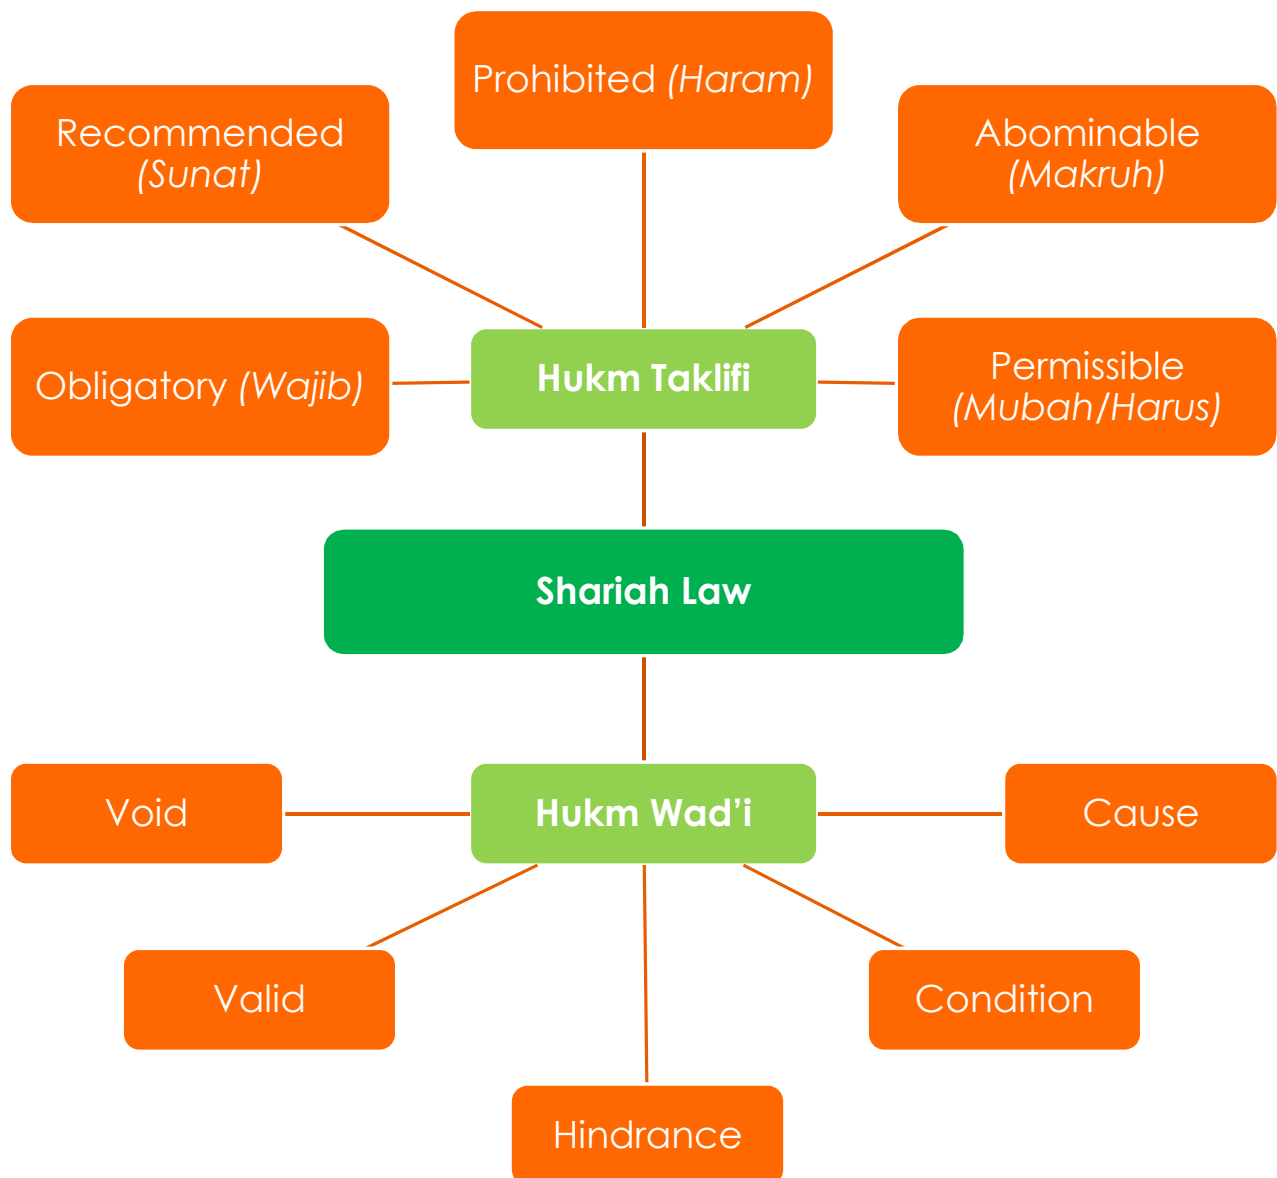 Prohibited (Haram)
Recommended
(Sunat)
Abominable
(Makruh)
Obligatory (Wajib)
Hukm Taklifi
Permissible
(Mubah/Harus)
Shariah Law
Void
Hukm Wad’i
Cause
Valid
Condition
Hindrance